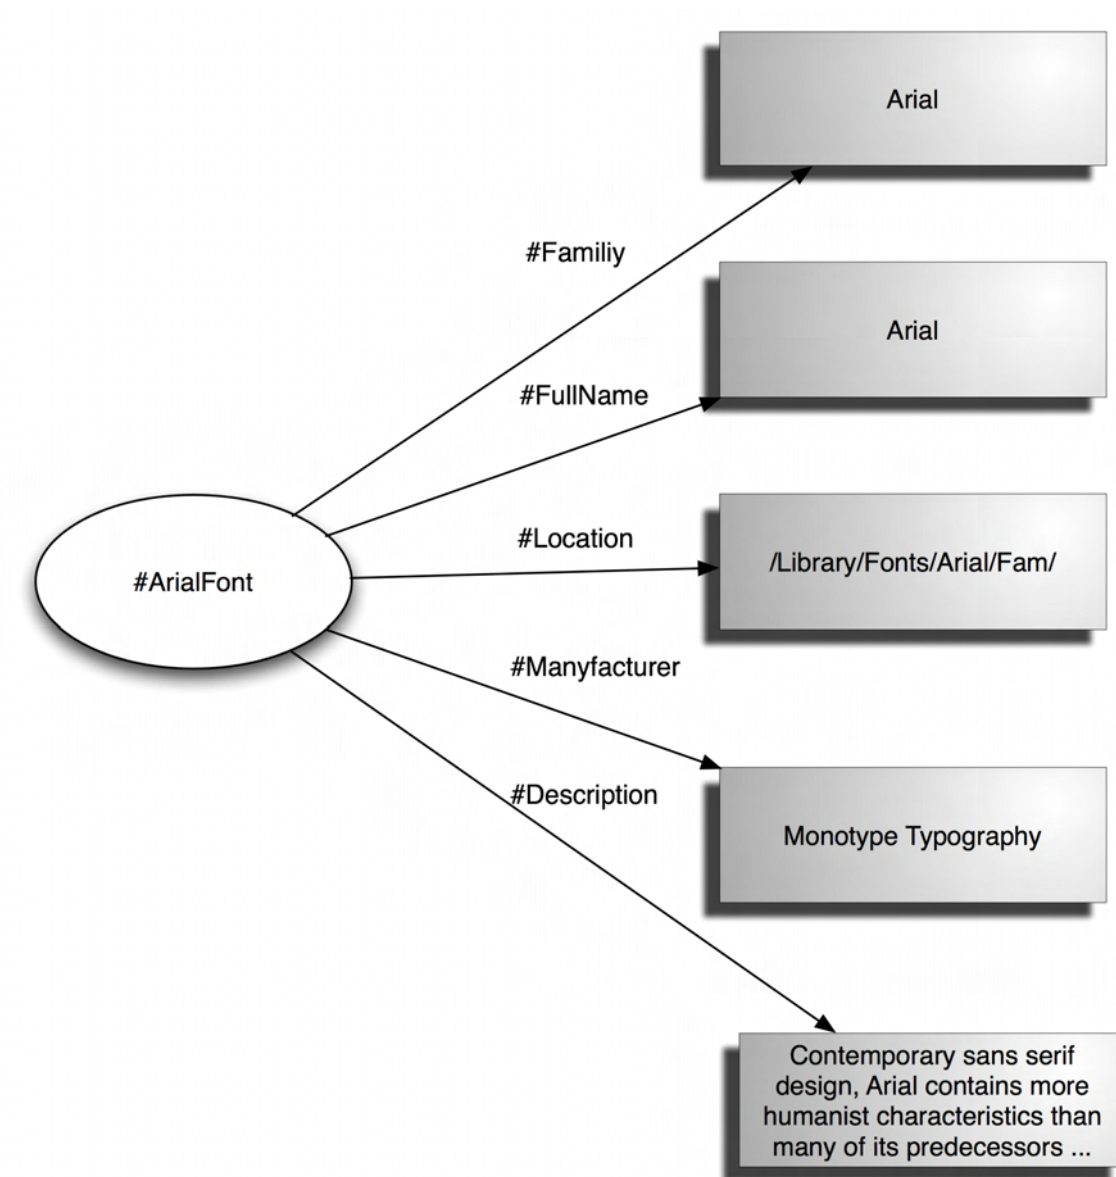 Arial
#Familiy
Arial
#FullName
#Location
/Library/Fonts/Arial/Fam/
#ArialFont
#Manyfacturer
#Description
Monotype Typography
Contemporary sans serif
design, Arial contains more
humanist characteristics than
many of its predecessors ...